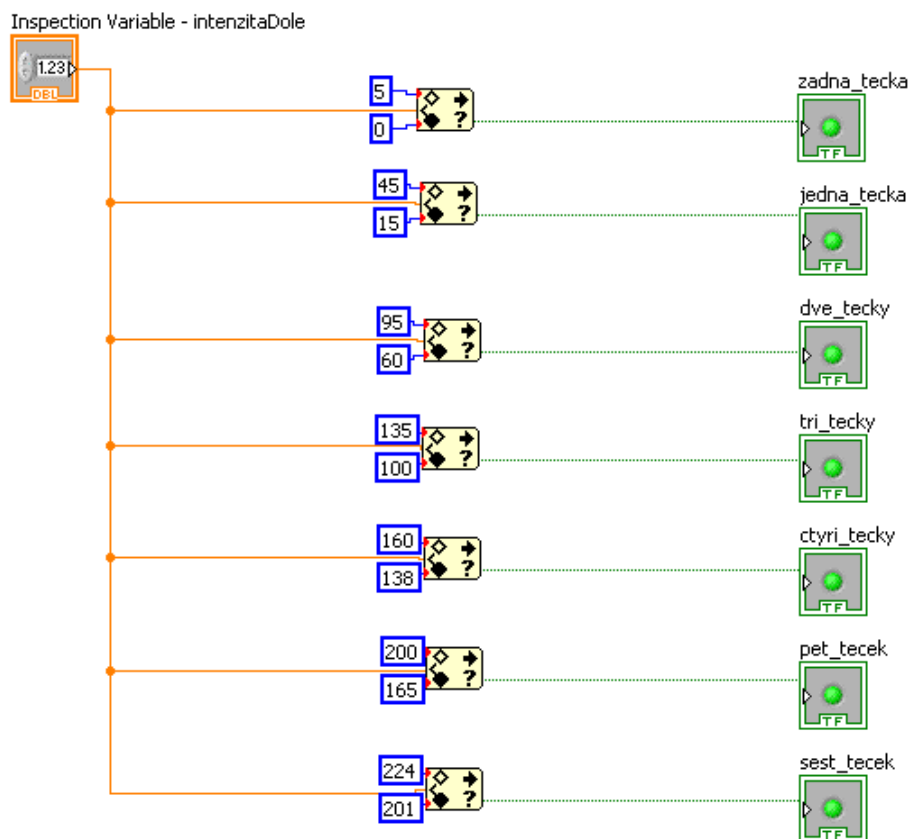 Inspection Variable - intenzitaDole
1.23
DBL
5
0
?
zadna_tecka
TF
45
15
?
jedna_tecka
TF
95
60
?
dve_tecky
TF
135
100
?
tri_tecky
TF
160
138
?
ctyri_tecky
TF
200
165
?
pet_tecek
TF
224
201
?
sest_tecek
TF